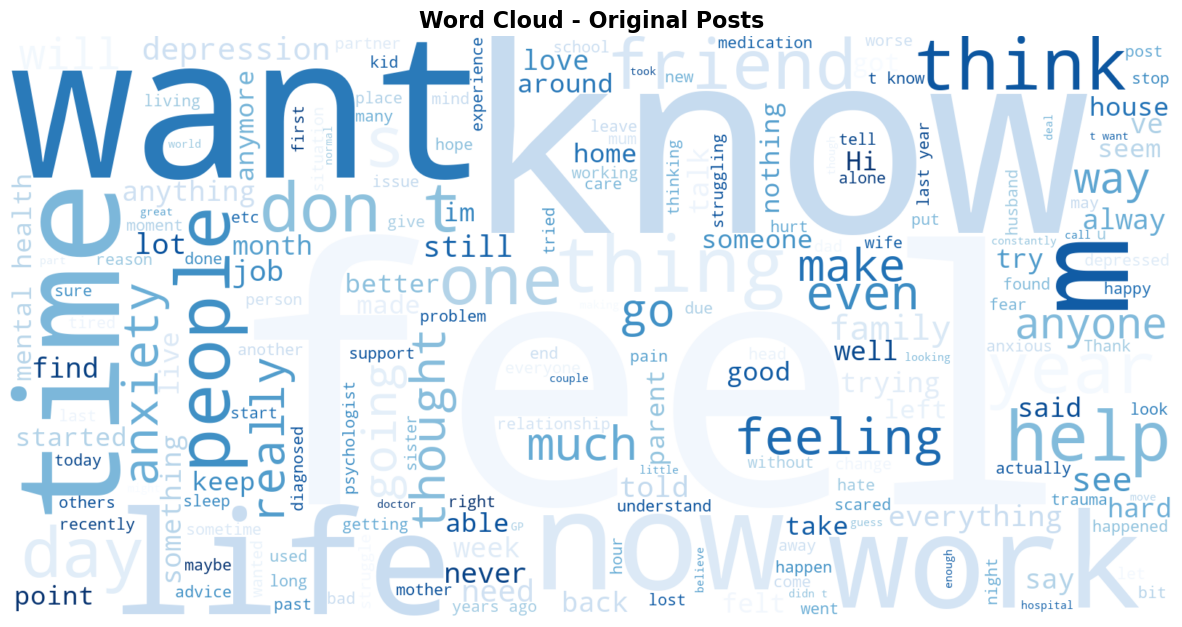 Word Cloud - Original Posts
will
depression
partner
kid
want
living
place
many
mind
world
first
situation
normal
anymore
experience
school
love
around
took
new
friend
medication
worse
go
t know
think
post
stop
house
t want
ve
seem
deal
know
s
hope
issue
leave
mum
home
working
care
thinking
talk
struggling
nothing
tell
Hi
alone
though
last year
way
may
always
husband
put
mental health
time
anything
great
moment
reason
part
done
sure
tired
etc
lot
people
don
t
im
give
tried
month
job
still
hurt
someone
wife
call
u
constantly
depressed
m
happy
try
found
fear
make
even
one
thing
had
better
made
person
problem
go
due
anyone
family
anxious
Thank
find
anxiety
live
another
support
thought
end
everyone
couple
pain
head
well
looking
good
year
feel
last
start
really
going
sister
relationship
much
parent
trying
left
said
look
help
started
today
something
keep
sleep
diagnosed
psychologist
doctor
little
told
understand
without
feeling
change
hate
scared
actually
see
trauma
move
hard
happened
others
recently
sometime
getting
right
able
GP
now
take
guess
everything
day
life
maybe
advice
wanted
used
long
past
bad
struggle
week
never
need
mother
years ago
hour
back
lost
believe
away
happen
come
didn t
felt
went
work
enough
night
say
hospital
let
bit
point